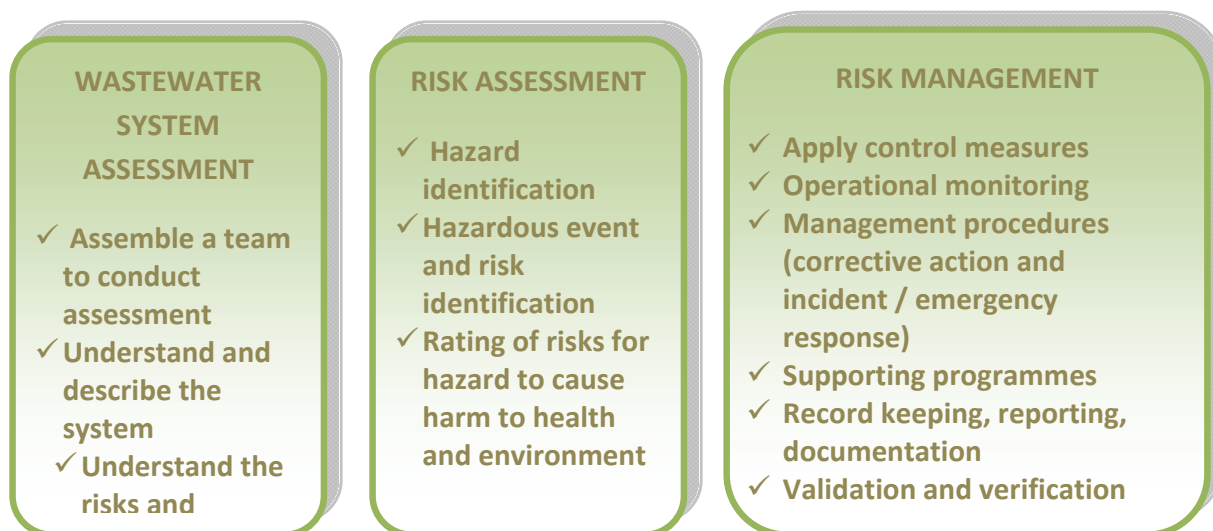 WASTEWATER
SYSTEM
ASSESSMENT
✓ Assemble a team
to conduct
assessment
✓ Understand and
describe the
system
✓ Understand the
risks and
RISK ASSESSMENT
✓ Hazard
identification
✓ Hazardous event
and risk
identification
✓ Rating of risks for
hazard to cause
harm to health
and environment
RISK MANAGEMENT
✓ Apply control measures
✓ Operational monitoring
✓ Management procedures
(corrective action and
incident / emergency
response)
✓ Supporting programmes
✓ Record keeping, reporting,
documentation
✓ Validation and verification